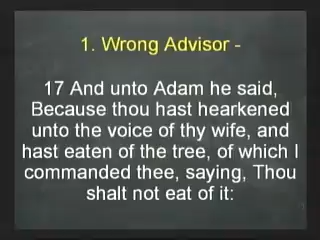 1. Wrong Advisor -
17 And unto Adam he said,
Because thou hast hearkened
unto the voice of thy wife, and
hast eaten of the tree, of which I
commanded thee, saying, Thou
shalt not eat of it: